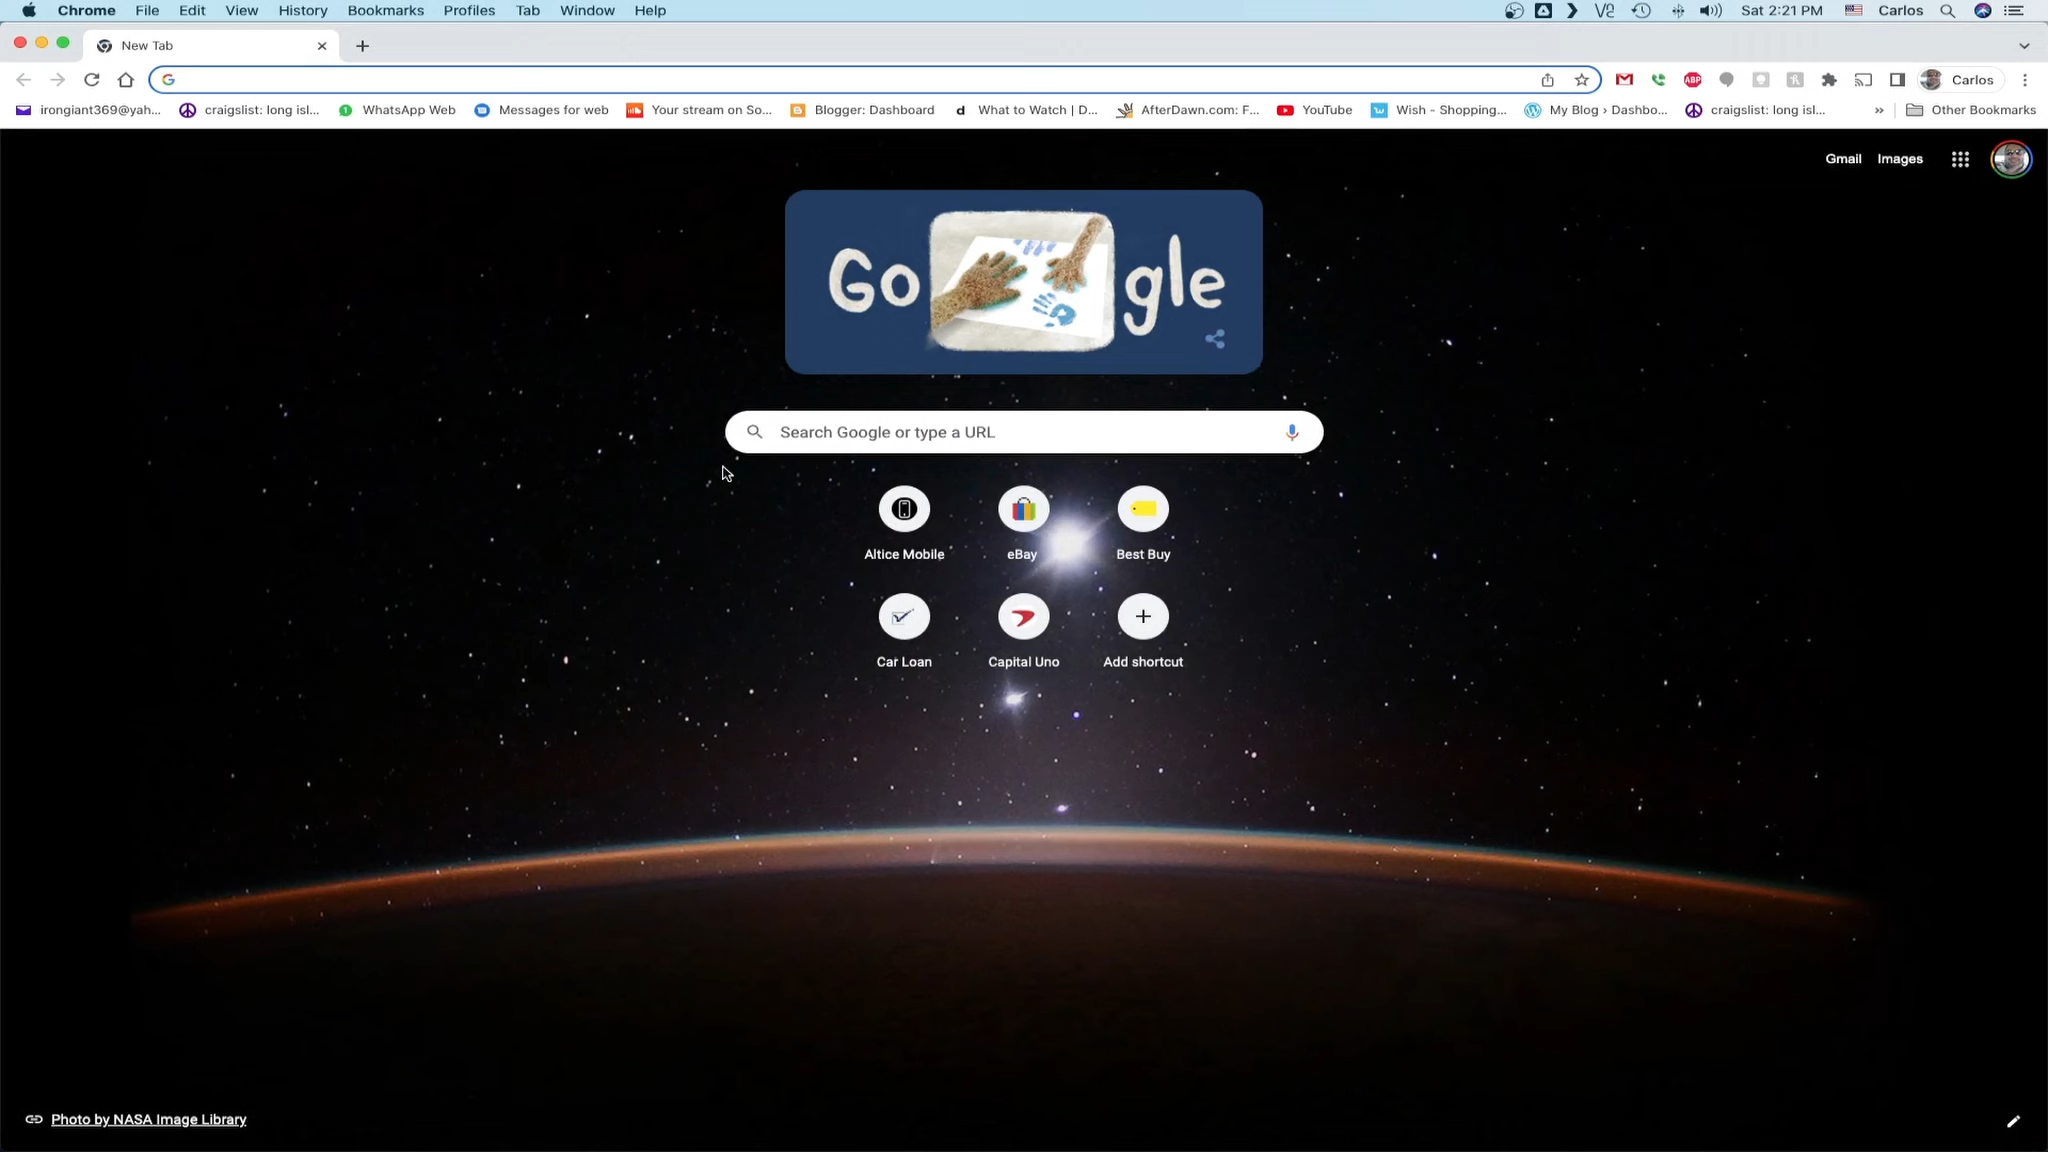 Chrome File Edit View History Bookmarks Profiles Tab Window Help V2 Sat 2:21 PM Carlos
New Tab
Carlos
irongiant369@yah... craigslist: long isl... WhatsApp Web Messages for web Your stream on So... Blogger: Dashboard d What to Watch | D... AfterDawn.com: F... YouTube Wish - Shopping... My Blog › Dashbo... craigslist: long isl... » Other Bookmarks
Gmail Images
Go gle
Search Google or type a URL
Altice Mobile eBay Best Buy
Car Loan Capital Uno Add shortcut
Photo by NASA Image Library